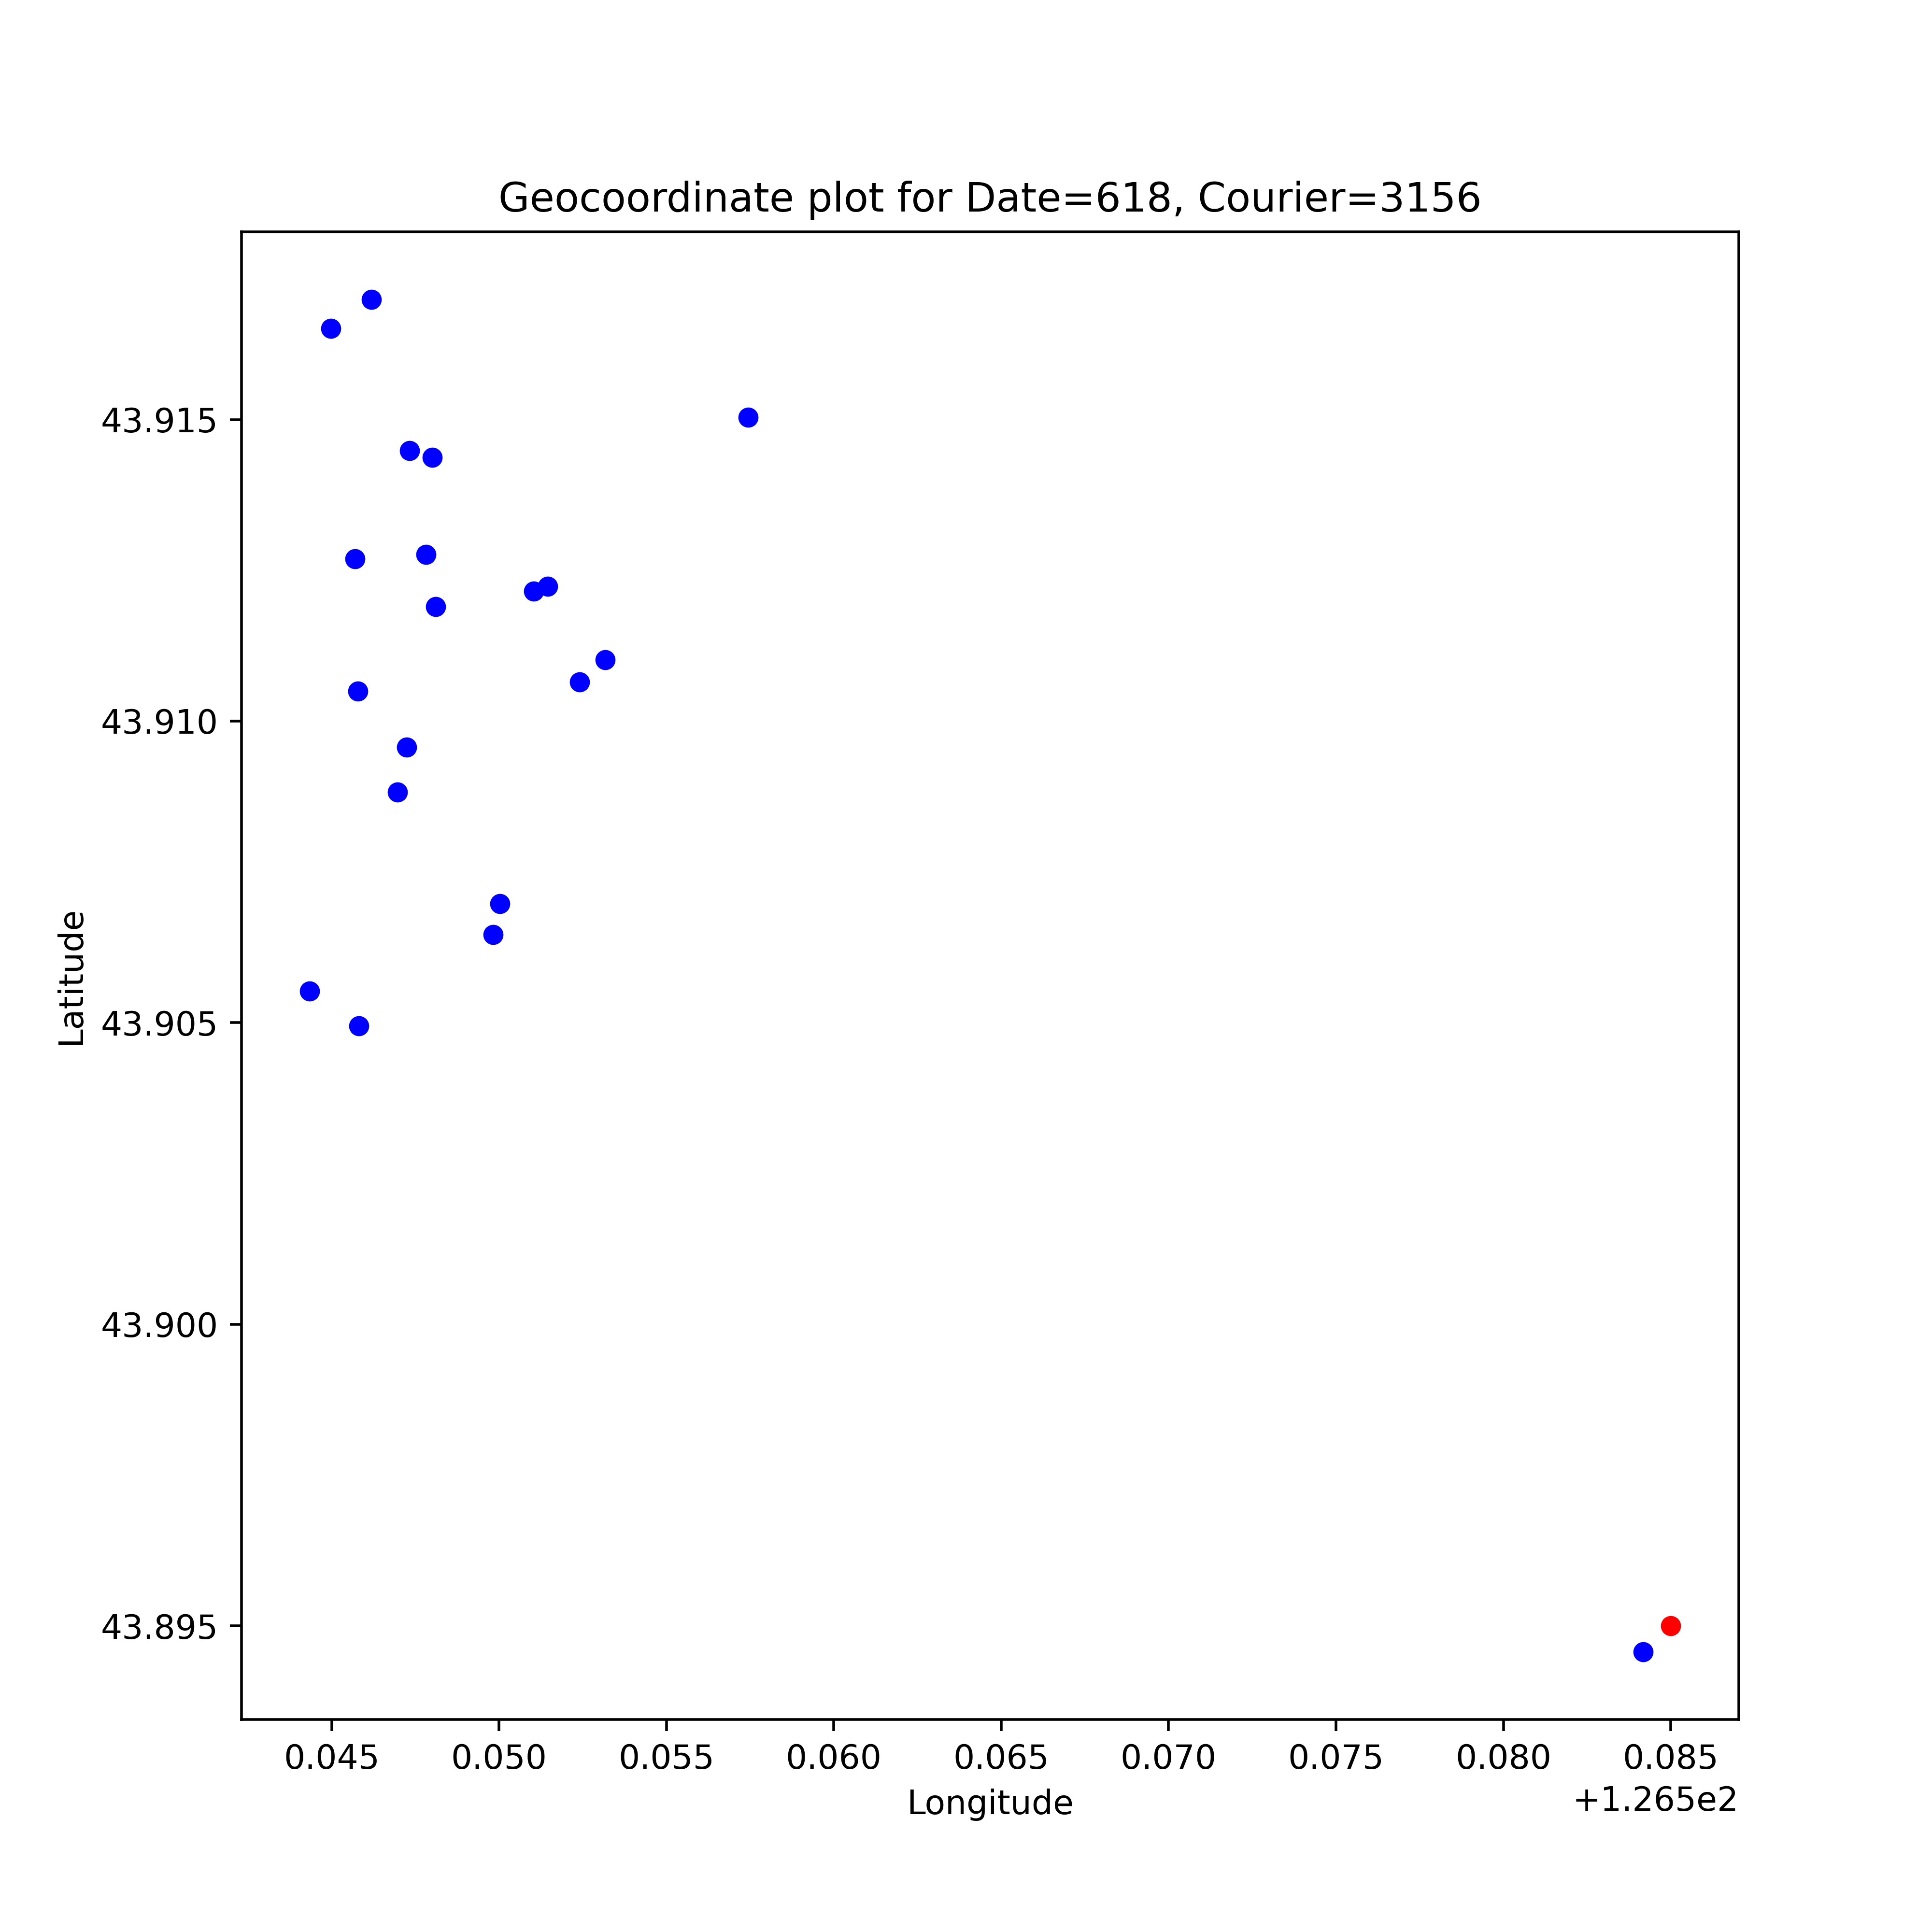 Geocoordinate plot for Date=618, Courier=3156
Latitude
43.915
43.910
43.905
43.900
43.895
0.045 0.050 0.055 0.060 0.065 0.070 0.075 0.080 0.085
+1.265e2
Longitude